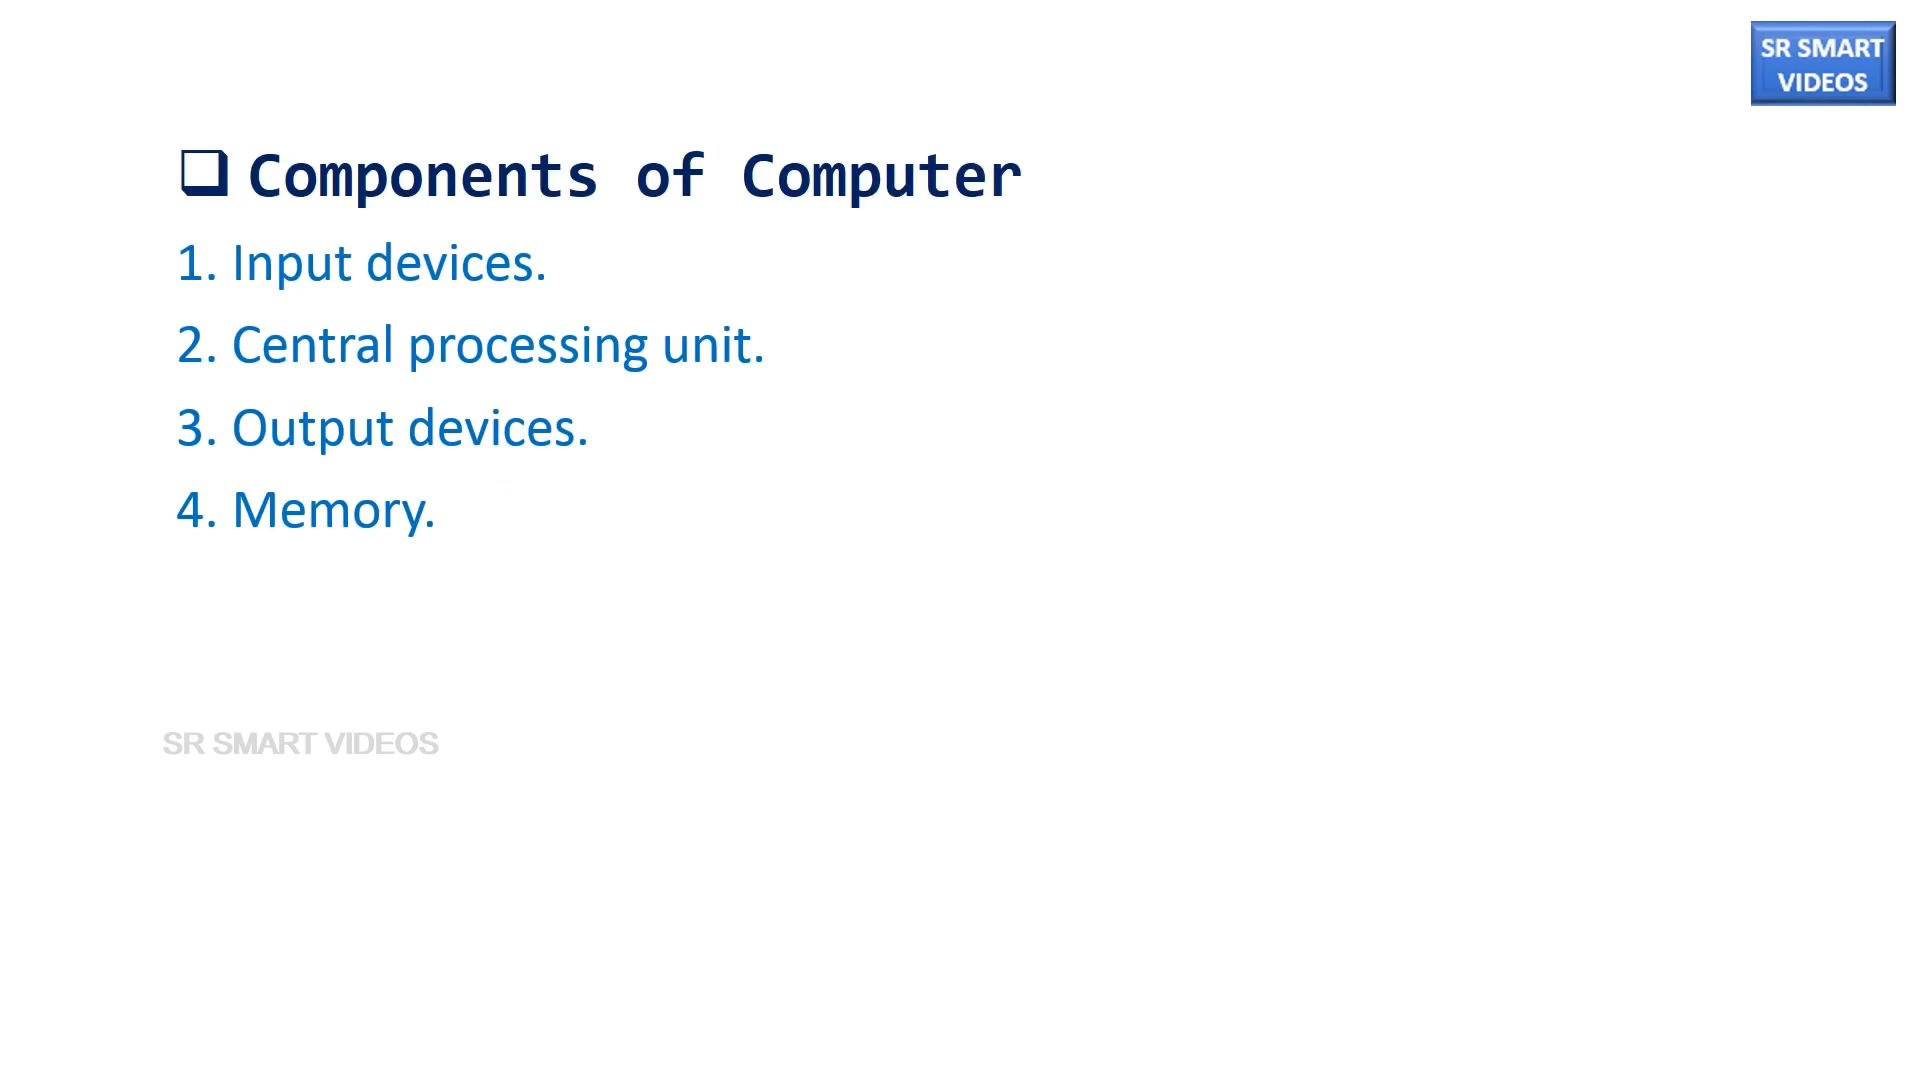 SR SMART
VIDEOS
Components of Computer
1. Input devices.
2. Central processing unit.
3. Output devices.
4. Memory.
SR SMART VIDEOS